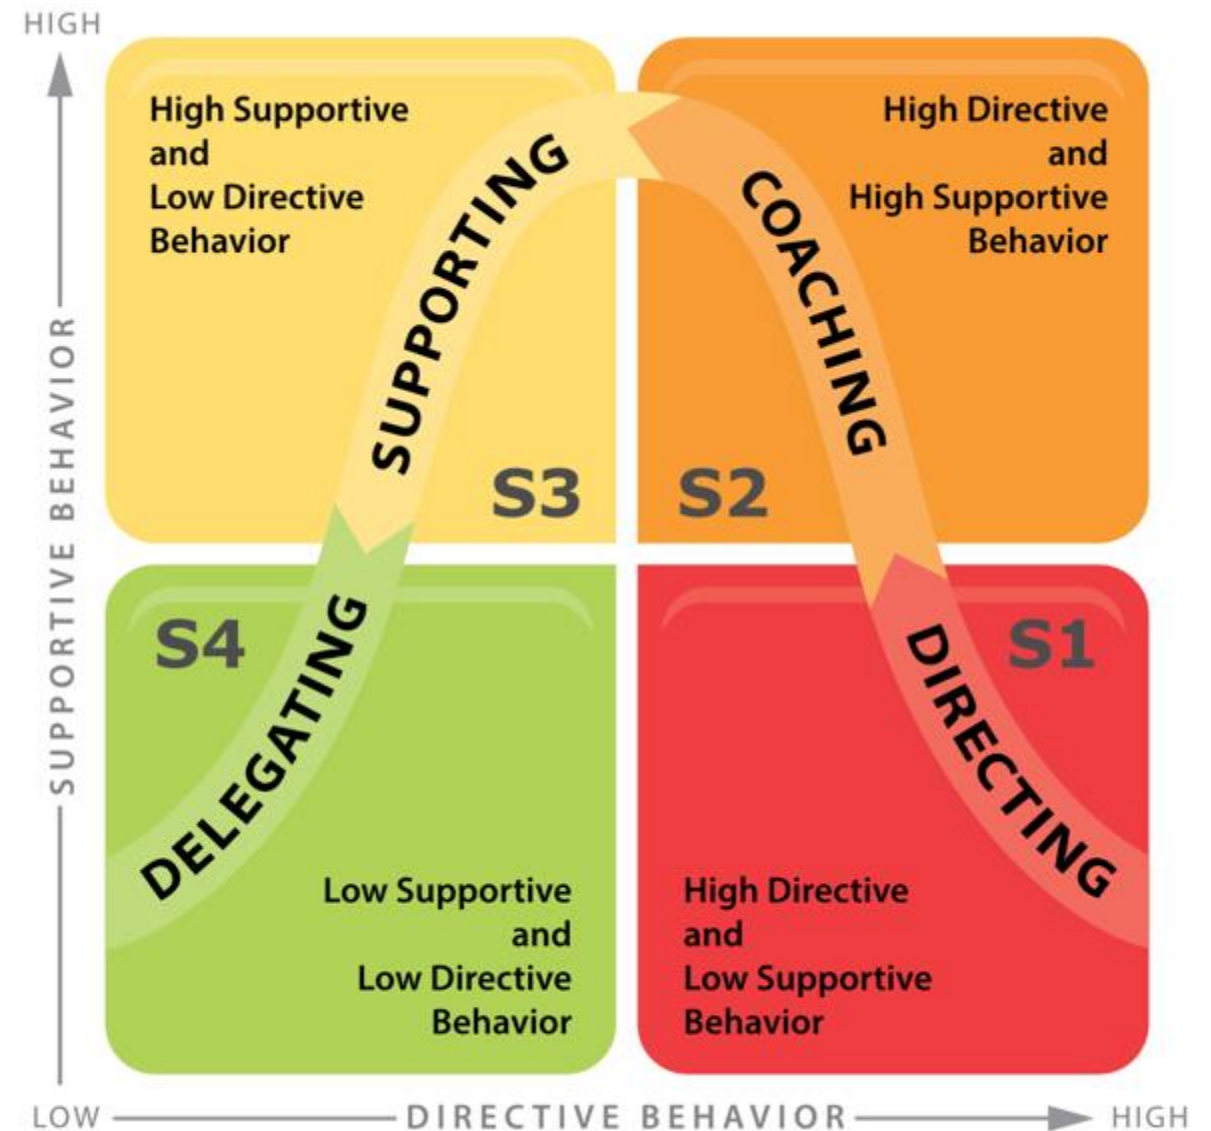 HIGH
High Supportive
and
Low Directive
Behavior
SUPPORTING
S3
High Directive
and
High Supportive
Behavior
COACHING
S2
SUPPORTIVE BEHAVIOR
S4
DELEGATING
Low Supportive
and
Low Directive
Behavior
S1
DIRECTING
High Directive
and
Low Supportive
Behavior
LOW
DIRECTIVE BEHAVIOR
HIGH